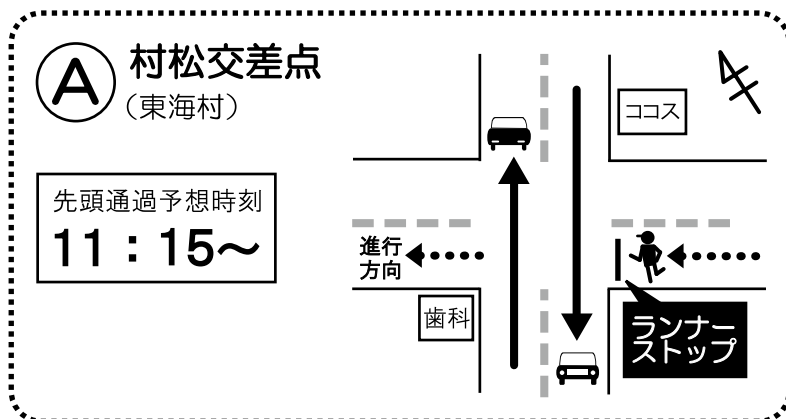 A
村松交差点
（東海村）
先頭通過予想時刻
11：15～
ココス
進行
方向
歯科
ランナー
ストップ